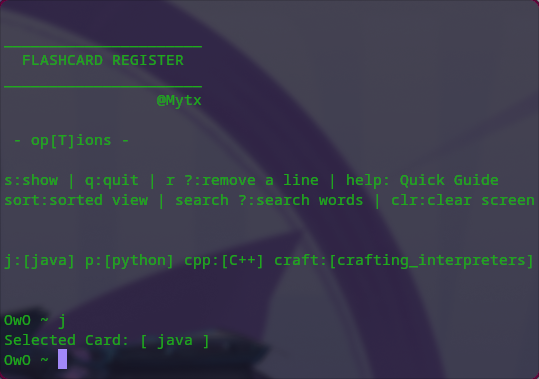 FLASHCARD REGISTER
@Mytx
- op[T]ions -
s:show | q:quit | r ?:remove a line | help: Quick Guide
sort:sorted view | search ?:search words | clr:clear screen
j:[java] p:[python] cpp:[C++] craft:[crafting_interpreters]
OwO ~ j
Selected Card: [ java ]
OwO ~